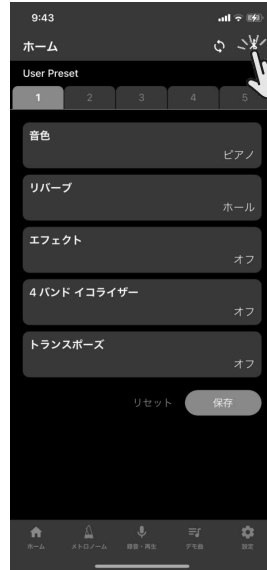 9:43
ホーム
User Preset
1 2 3 4 5
音色
ピアノ
リバーブ
ホール
エフェクト
オフ
4 バンド イコライザー
オフ
トランスポーズ
オフ
リセット 保存
ホーム メトロノーム 録音・再生 デモ曲 設定